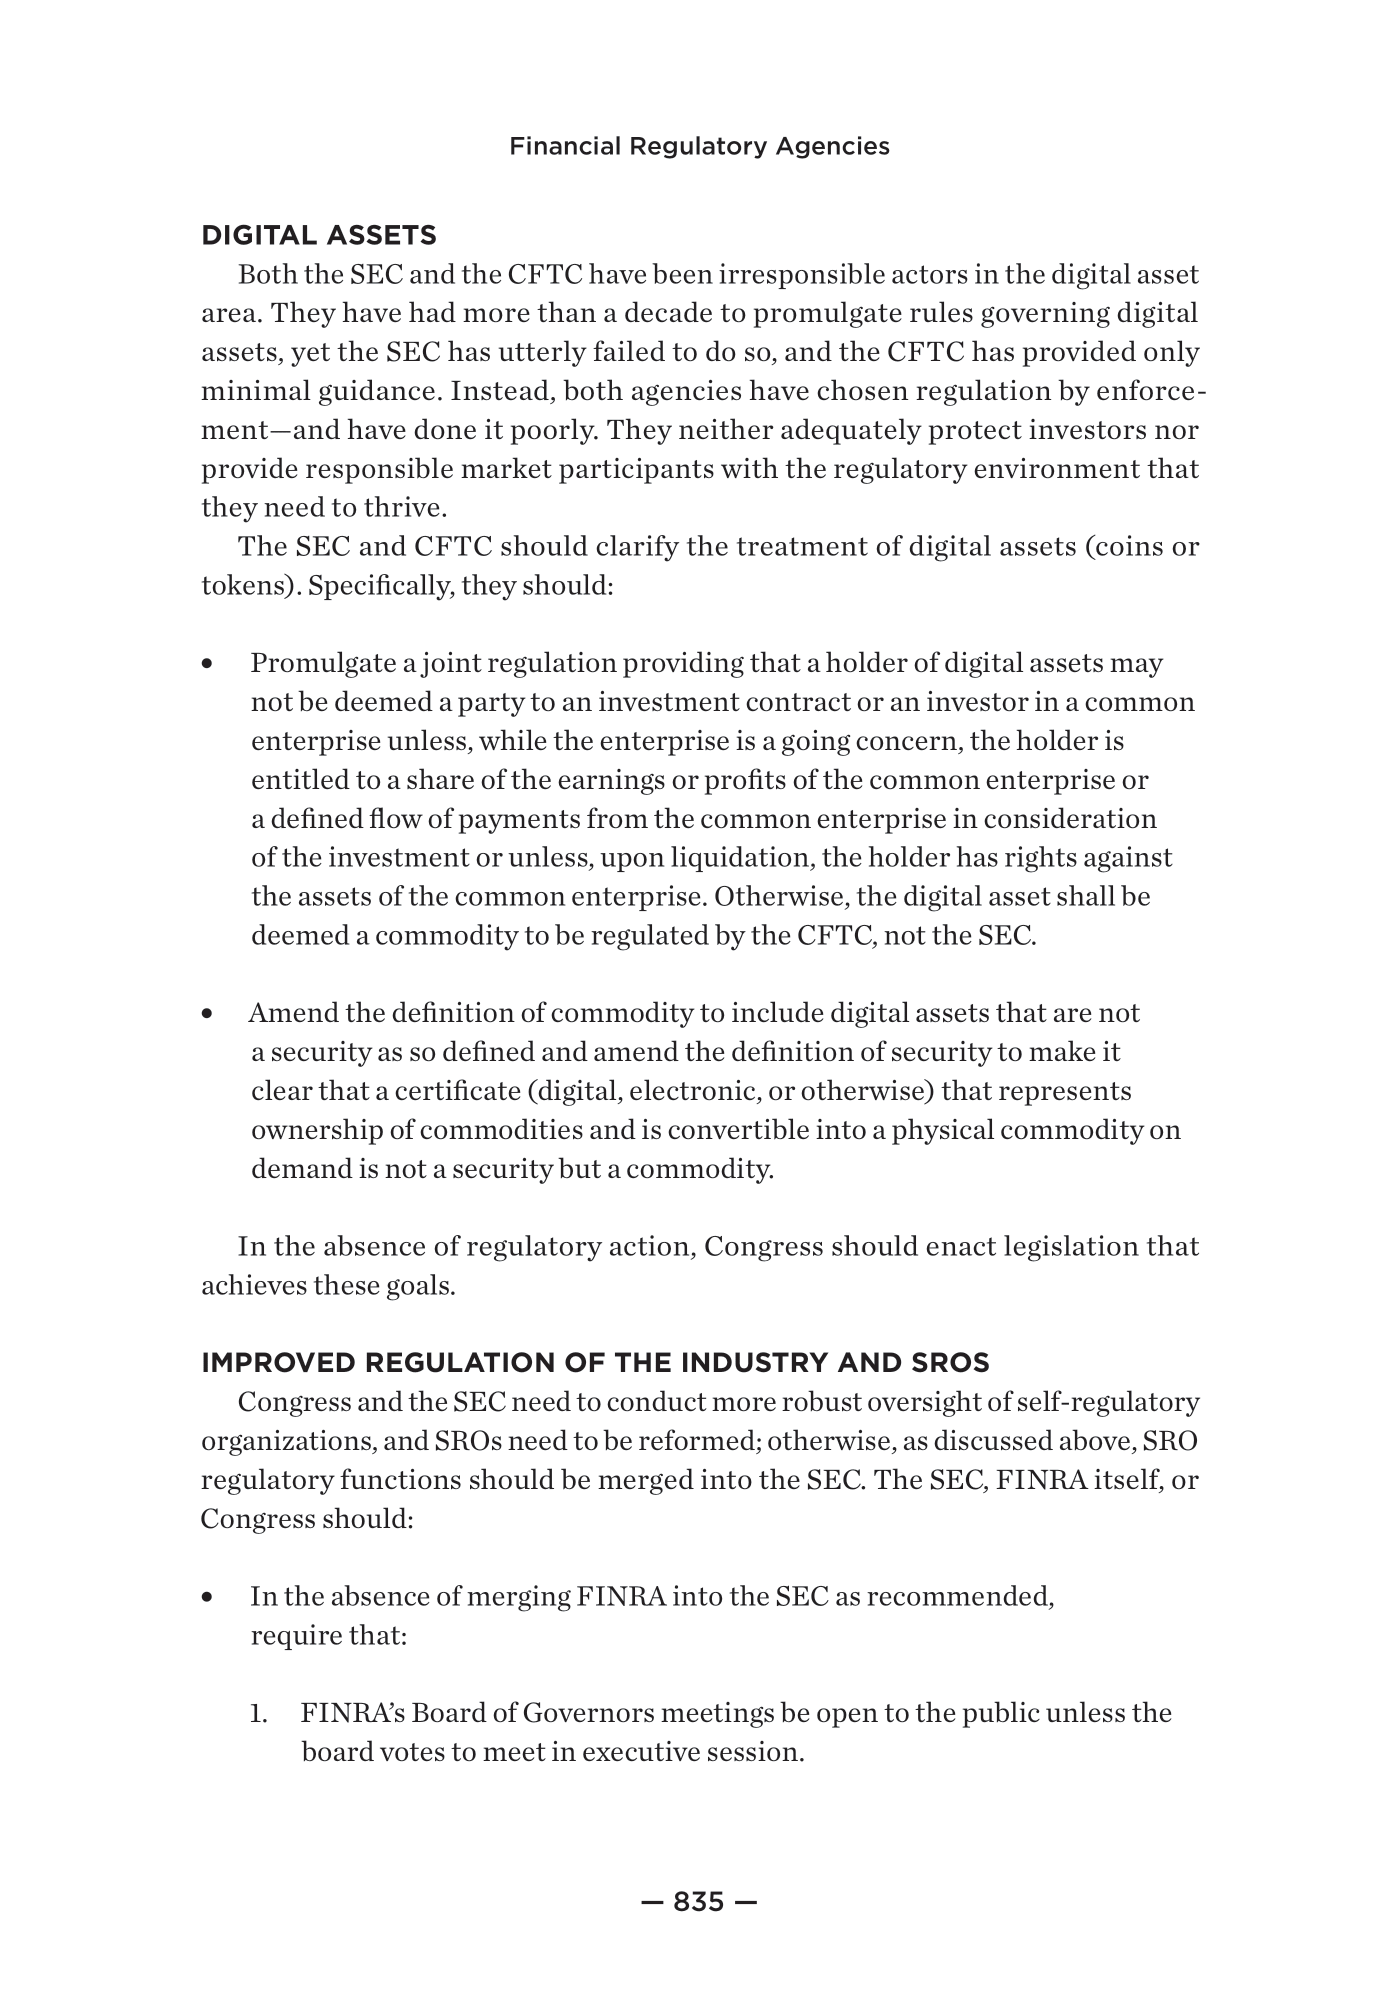 Financial Regulatory Agencies
DIGITAL ASSETS
Both the SEC and the CFTC have been irresponsible actors in the digital asset
area. They have had more than a decade to promulgate rules governing digital
assets, yet the SEC has utterly failed to do so, and the CFTC has provided only
minimal guidance. Instead, both agencies have chosen regulation by enforce-
ment—and have done it poorly. They neither adequately protect investors nor
provide responsible market participants with the regulatory environment that
they need to thrive.
The SEC and CFTC should clarify the treatment of digital assets (coins or
tokens). Specifically, they should:
• Promulgate a joint regulation providing that a holder of digital assets may
not be deemed a party to an investment contract or an investor in a common
enterprise unless, while the enterprise is a going concern, the holder is
entitled to a share of the earnings or profits of the common enterprise or
a defined flow of payments from the common enterprise in consideration
of the investment or unless, upon liquidation, the holder has rights against
the assets of the common enterprise. Otherwise, the digital asset shall be
deemed a commodity to be regulated by the CFTC, not the SEC.
• Amend the definition of commodity to include digital assets that are not
a security as so defined and amend the definition of security to make it
clear that a certificate (digital, electronic, or otherwise) that represents
ownership of commodities and is convertible into a physical commodity on
demand is not a security but a commodity.
In the absence of regulatory action, Congress should enact legislation that
achieves these goals.
IMPROVED REGULATION OF THE INDUSTRY AND SROS
Congress and the SEC need to conduct more robust oversight of self-regulatory
organizations, and SROs need to be reformed; otherwise, as discussed above, SRO
regulatory functions should be merged into the SEC. The SEC, FINRA itself, or
Congress should:
• In the absence of merging FINRA into the SEC as recommended,
require that:
1. FINRA’s Board of Governors meetings be open to the public unless the
board votes to meet in executive session.
— 835 —